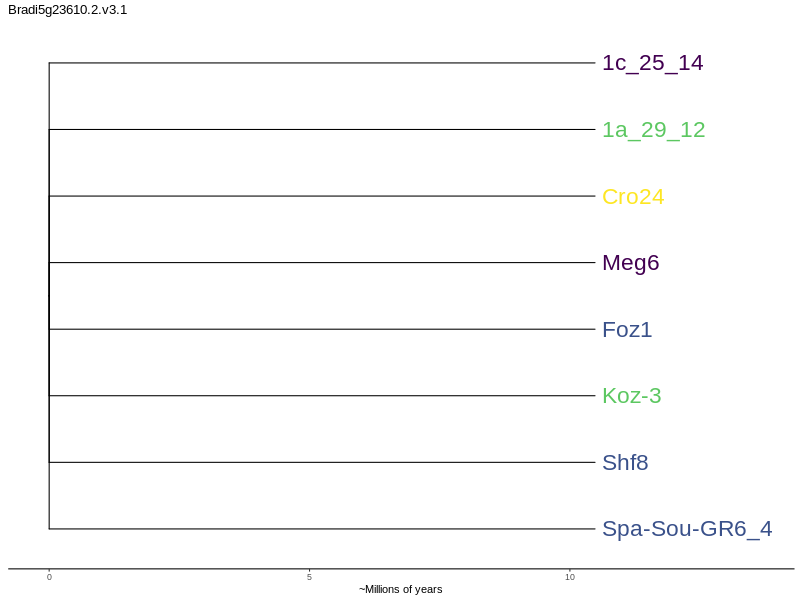 Bradi5g23610.2.v3.1
1c_25_14
1a_29_12
Cro24
Meg6
Foz1
Koz-3
Shf8
Spa-Sou-GR6_4
0 5 10
~Millions of years